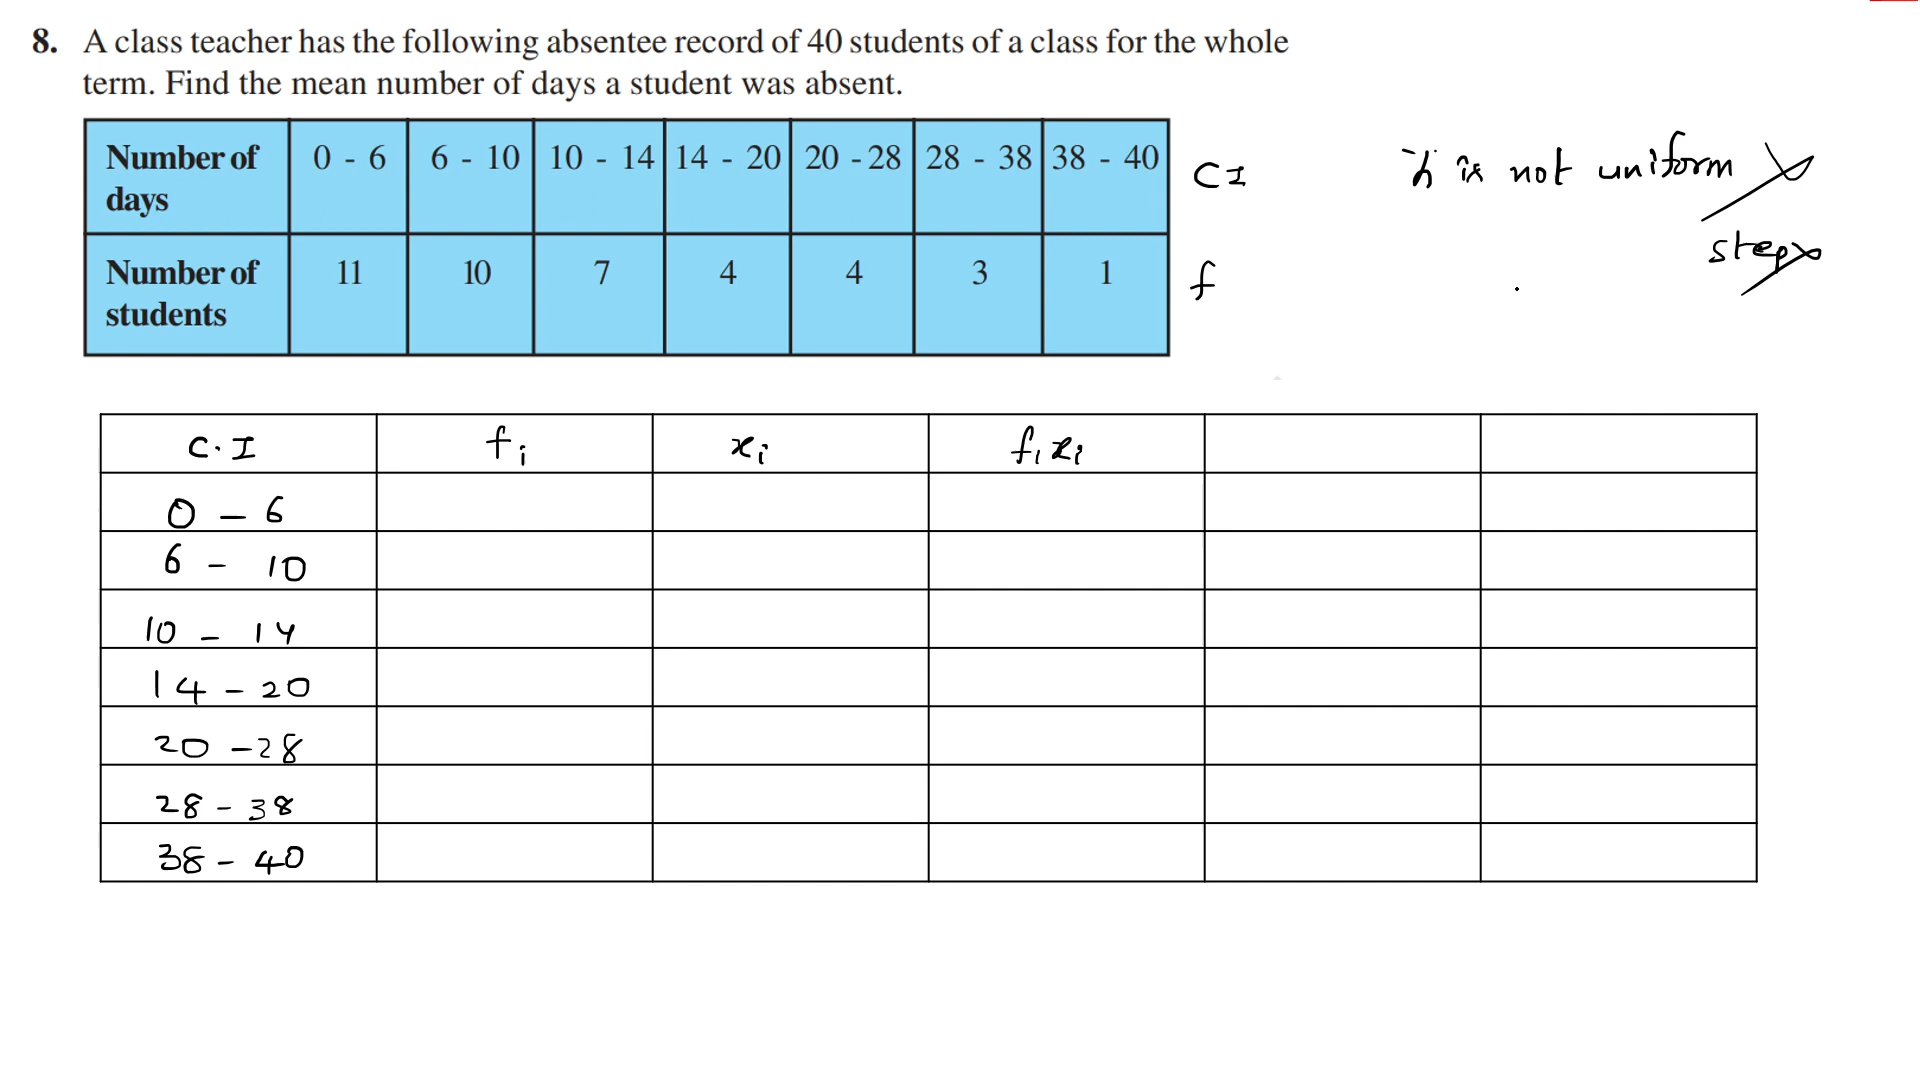 8. A class teacher has the following absentee record of 40 students of a class for the whole
term. Find the mean number of days a student was absent.
Number of days 0 - 6 6 - 10 10 - 14 14 - 20 20 - 28 28 - 38 38 - 40 CI
Number of students 11 10 7 4 4 3 1 f
'h' is not uniform
step
C.I fi xi fixi
0 - 6
6 - 10
10 - 14
14 - 20
20 - 28
28 - 38
38 - 40